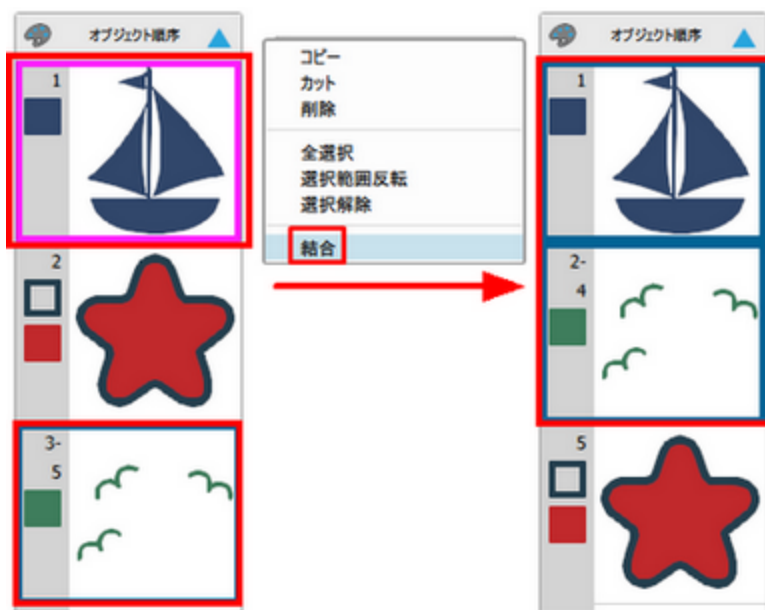 オブジェクト順序
1
2
3-
5
コピー
カット
削除
全選択
選択範囲反転
選択解除
結合
オブジェクト順序
1
2-
4
5